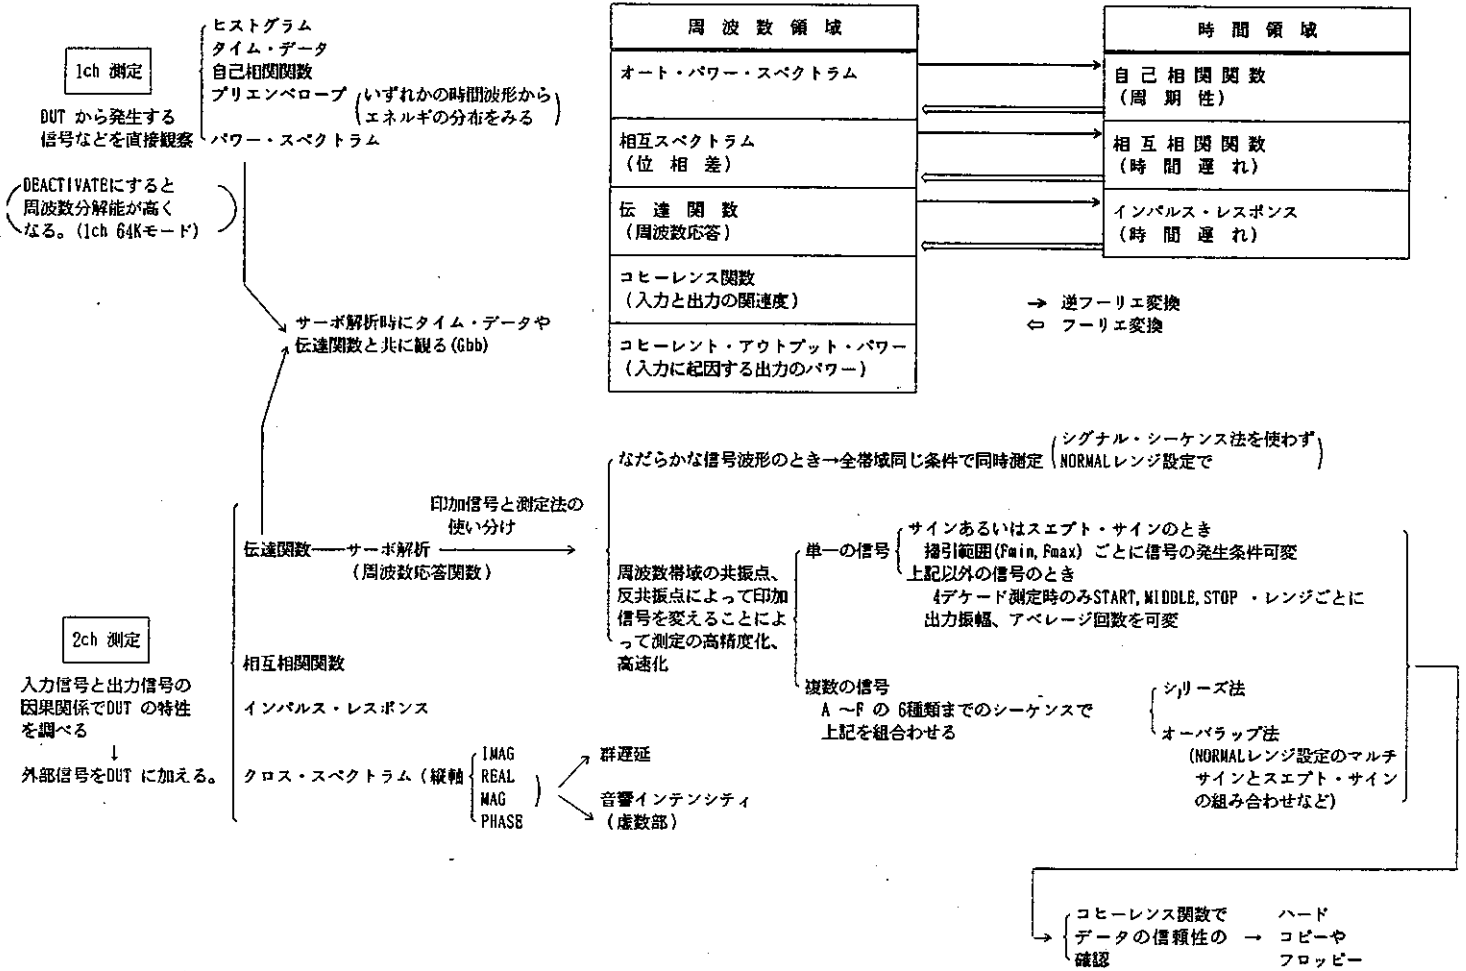 1ch 測定
DUT から発生する
信号などを直接観察
ヒストグラム
タイム・データ
自己相関関数
プリエンベロープ (いずれかの時間波形から
エネルギの分布をみる)
パワー・スペクトラム
(DEACTIVATEにすると
周波数分解能が高く
なる。(1ch 64Kモード))
サーボ解析時にタイム・データや
伝達関数と共に観る(Gbb)
周 波 数 領 域
オート・パワー・スペクトラム
相互スペクトラム
(位 相 差)
伝 達 関 数
(周波数応答)
コヒーレンス関数
(入力と出力の関連度)
コヒーレント・アウトプット・パワー
(入力に起因する出力のパワー)
時 間 領 域
自 己 相 関 関 数
(周 期 性)
相 互 相 関 関 数
(時 間 遅 れ)
インパルス・レスポンス
(時 間 遅 れ)
→ 逆フーリエ変換
⇦ フーリエ変換
2ch 測定
入力信号と出力信号の
因果関係でDUT の特性
を調べる
↓
外部信号をDUT に加える。
伝達関数──サーボ解析
(周波数応答関数)
印加信号と測定法の
使い分け
相互相関関数
インパルス・レスポンス
クロス・スペクトラム (縦軸
IMAG
REAL
MAG
PHASE
)
群遅延
音響インテンシティ
(虚数部)
なだらかな信号波形のとき→全帯域同じ条件で同時測定 (シグナル・シーケンス法を使わず
NORMALレンジ設定で)
周波数帯域の共振点、
反共振点によって印加
信号を変えることによ
って測定の高精度化、
高速化
単一の信号
サインあるいはスエプト・サインのとき
掃引範囲(Fmin,Fmax) ごとに信号の発生条件可変
上記以外の信号のとき
4デケード測定時のみSTART,MIDDLE,STOP ・レンジごとに
出力振幅、アベレージ回数を可変
複数の信号
A ~F の 6種類までのシーケンスで
上記を組合わせる
シリーズ法
オーバラップ法
(NORMALレンジ設定のマルチ
サインとスエプト・サイン
の組み合わせなど)
コヒーレンス関数で
データの信頼性の
確認
→
ハード
コピーや
フロッピー